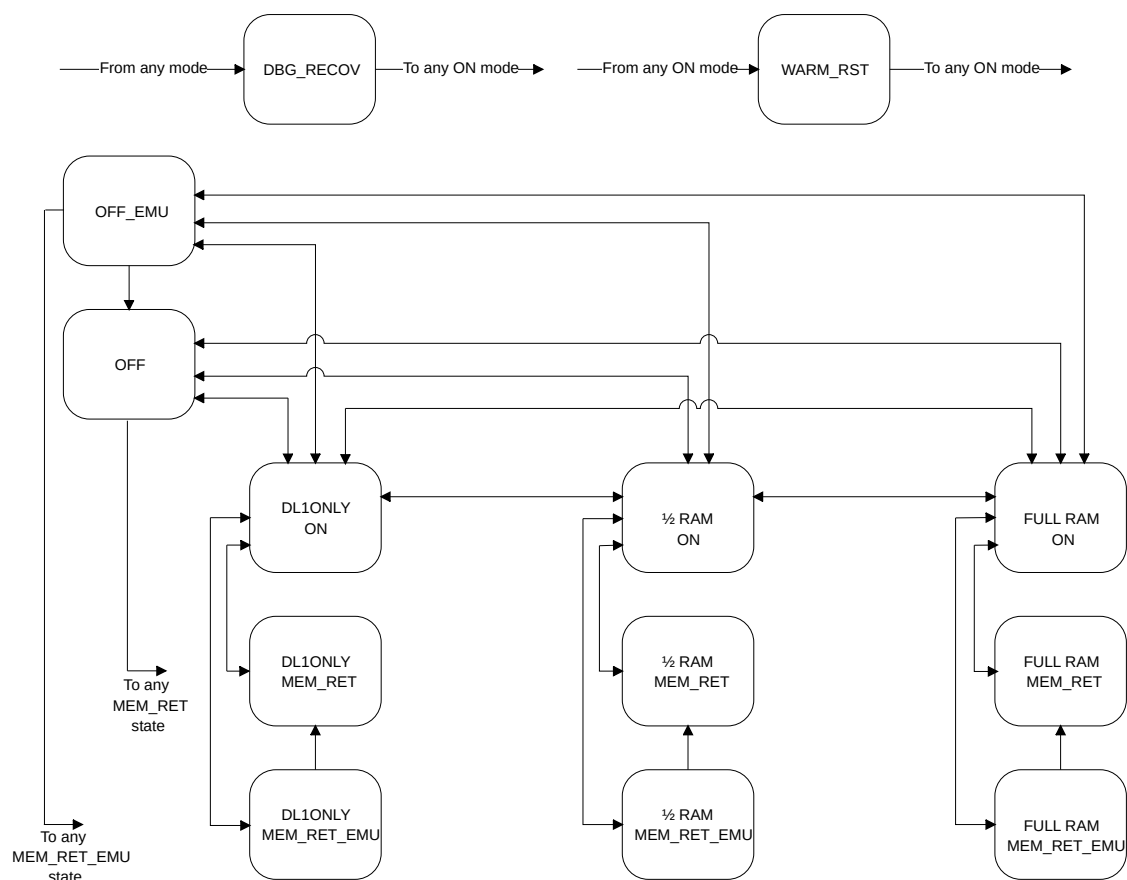 From any mode
DBG_RECOV
To any ON mode
From any ON mode
WARM_RST
To any ON mode
OFF_EMU
OFF
DL1ONLY
ON
½ RAM
ON
FULL RAM
ON
DL1ONLY
MEM_RET
½ RAM
MEM_RET
FULL RAM
MEM_RET
To any
MEM_RET
state
DL1ONLY
MEM_RET_EMU
½ RAM
MEM_RET_EMU
FULL RAM
MEM_RET_EMU
To any
MEM_RET_EMU
state